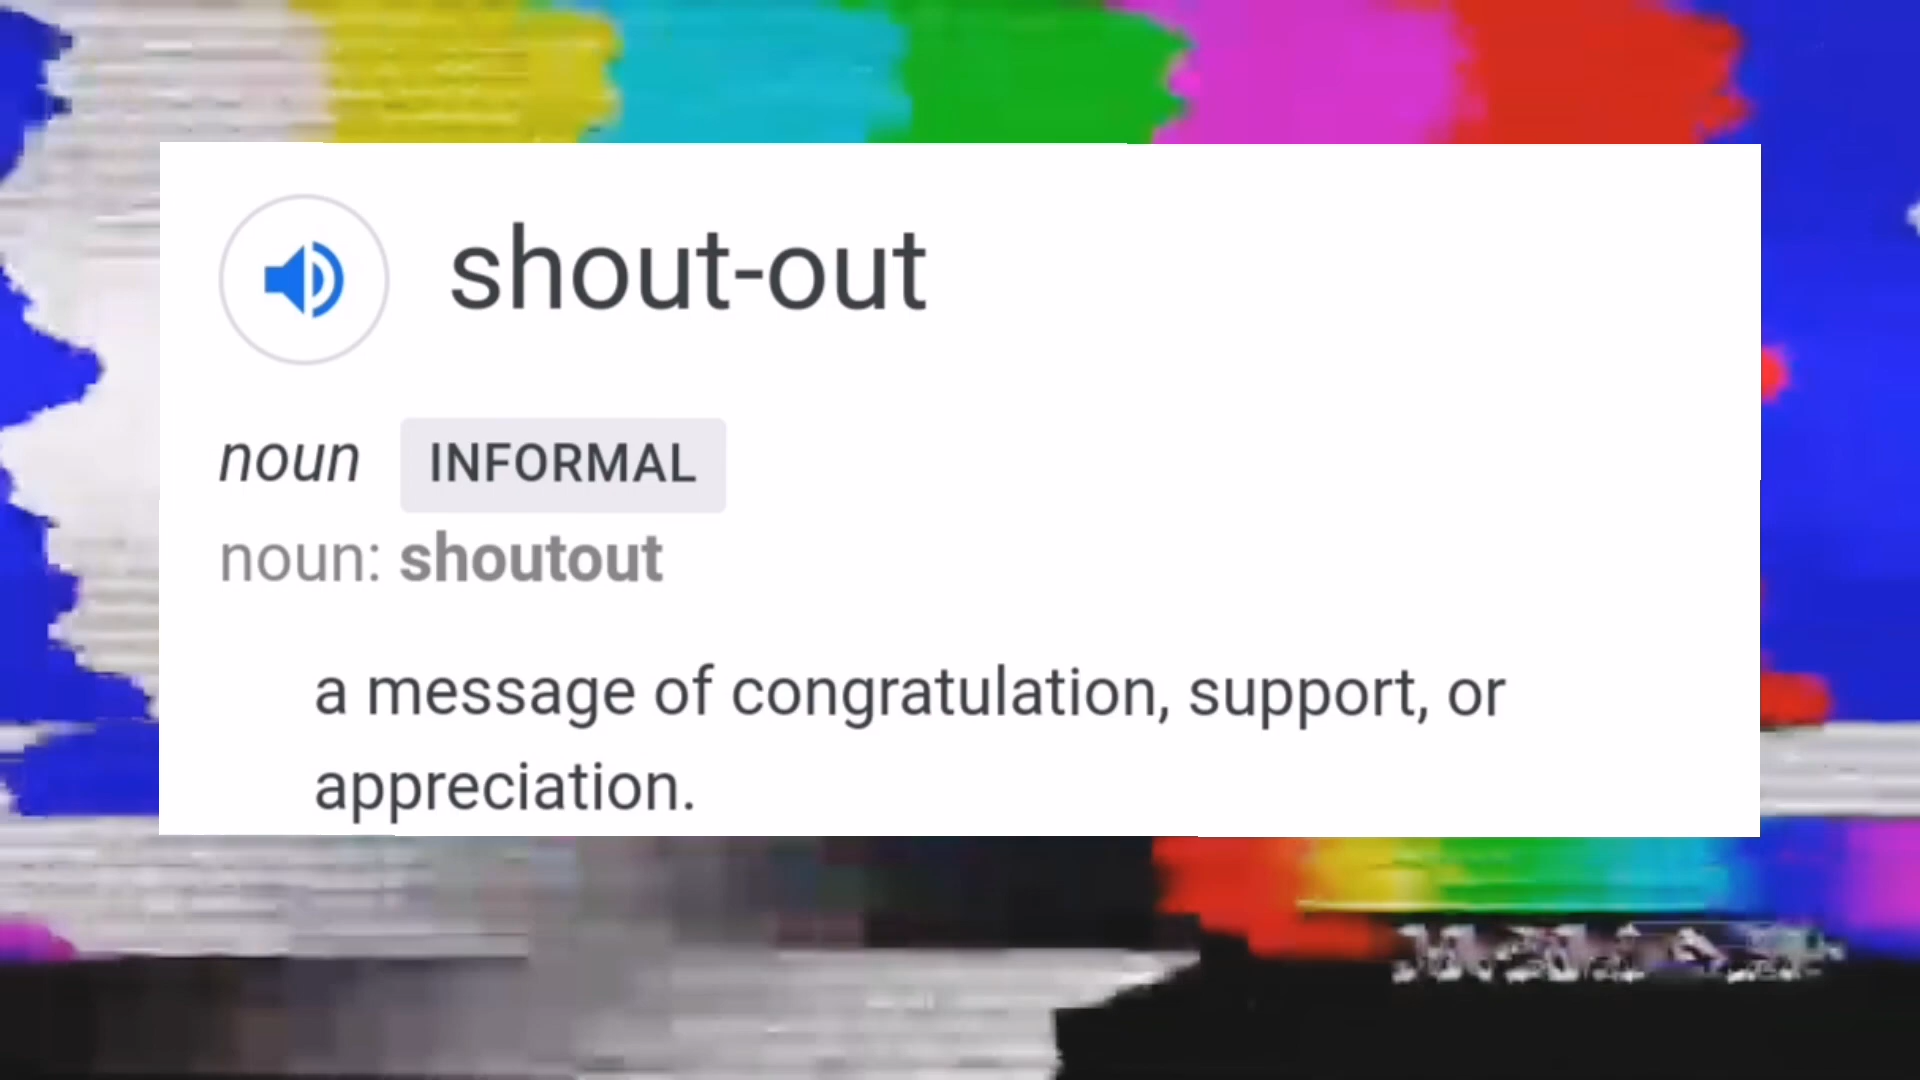 shout-out
noun INFORMAL
noun: shoutout
a message of congratulation, support, or
appreciation.